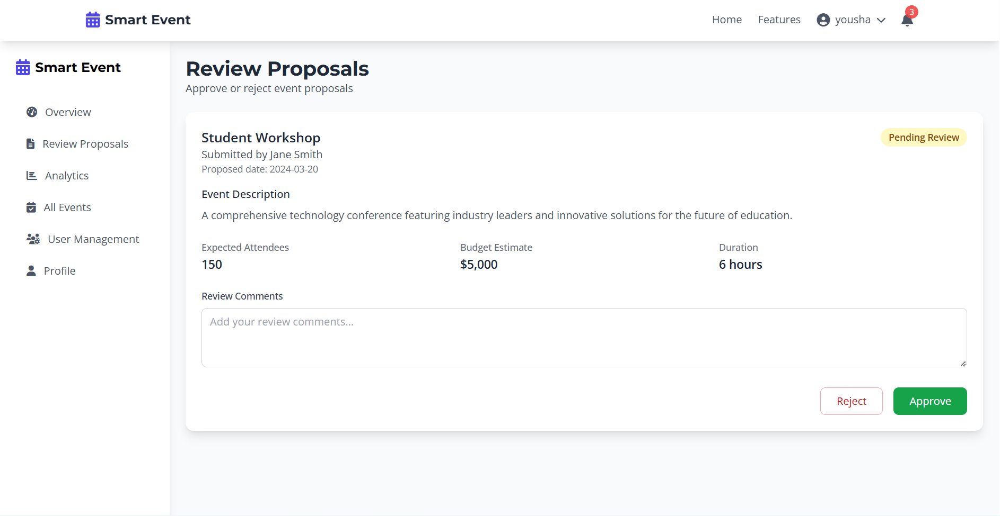 Smart Event
Home Features yousha 3
Smart Event
Overview
Review Proposals
Analytics
All Events
User Management
Profile
Review Proposals
Approve or reject event proposals
Student Workshop
Pending Review
Submitted by Jane Smith
Proposed date: 2024-03-20
Event Description
A comprehensive technology conference featuring industry leaders and innovative solutions for the future of education.
Expected Attendees Budget Estimate Duration
150 $5,000 6 hours
Review Comments
Add your review comments...
Reject Approve